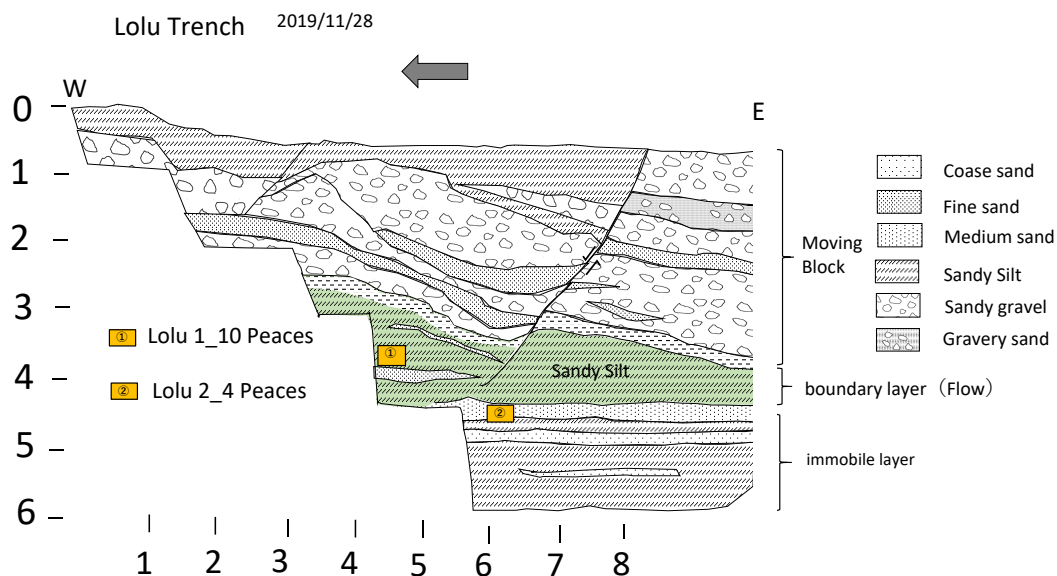 Lolu Trench 2019/11/28
W
E
0
1
2
3
4
5
6
Coase sand
Fine sand
Medium sand
Sandy Silt
Sandy gravel
Gravery sand
Moving
Block
① Lolu 1_10 Peaces
② Lolu 2_4 Peaces
①
②
Sandy Silt
boundary layer（Flow）
immobile layer
1 2 3 4 5 6 7 8